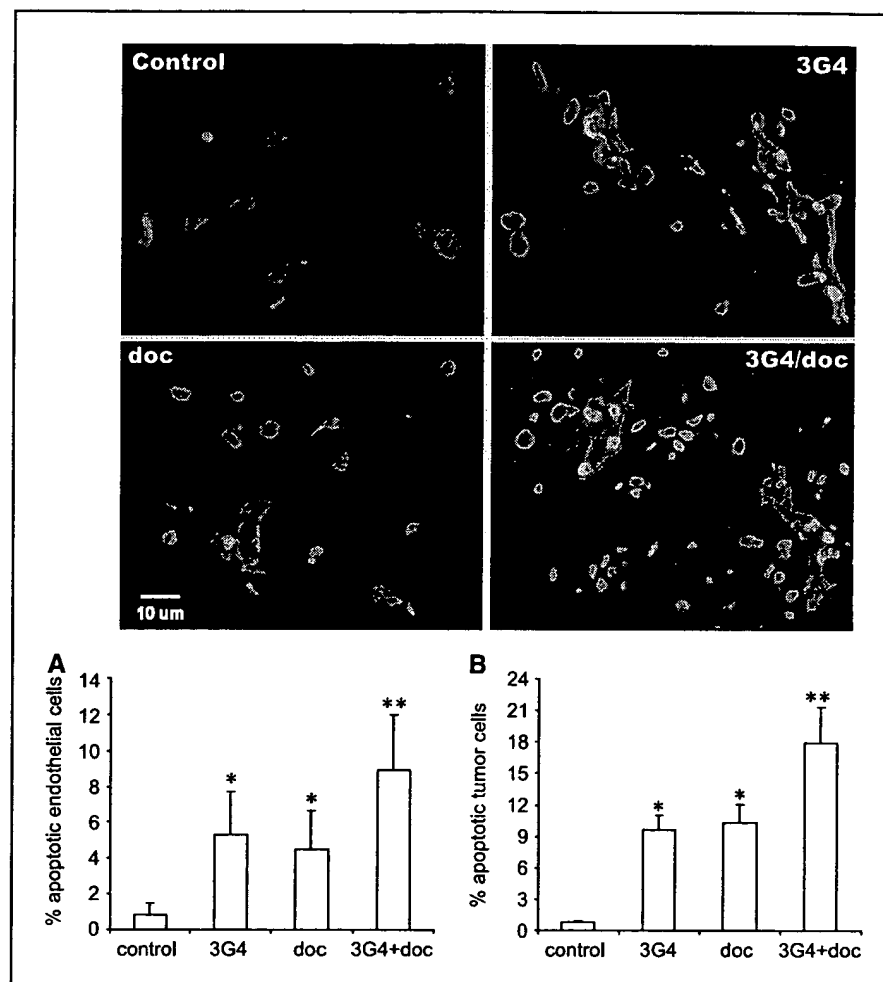 Control
3G4
doc
10 um
3G4/doc
A
% apoptotic endothelial cells
14
12
10
8
6
4
2
0
*
*
**
control
3G4
doc
3G4+doc
B
% apoptotic tumor cells
24
21
18
15
12
9
6
3
0
*
*
**
control
3G4
doc
3G4+doc